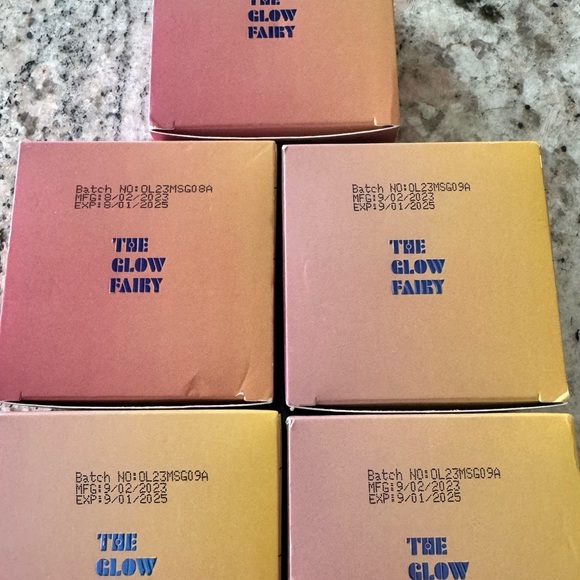 THE
GLOW
FAIRY
Batch NO:OL23MSG08A
MFG:8/02/2023
EXP:8/01/2025
THE
GLOW
FAIRY
Batch NO:OL23MSG09A
MFG:9/02/2023
EXP:9/01/2025
THE
GLOW
FAIRY
Batch NO:OL23MSG09A
MFG:9/02/2023
EXP:9/01/2025
THE
GLOW
Batch NO:OL23MSG09A
MFG:9/02/2023
EXP:9/01/2025
THE
GLOW